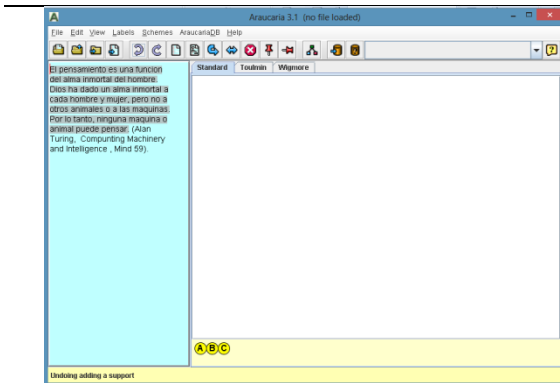 Araucaria 3.1 (no file loaded)
File Edit View Labels Schemes AraucariaDB Help
Standard Toulmin Wigmore
El pensamiento es una funcion
del alma inmortal del hombre.
Dios ha dado un alma inmortal a
cada hombre y mujer, pero no a
otros animales o a las maquinas.
Por lo tanto, ninguna maquina o
animal puede pensar. (Alan
Turing, Compunting Machinery
and Intelligence , Mind 59).
A B C
Undoing adding a support